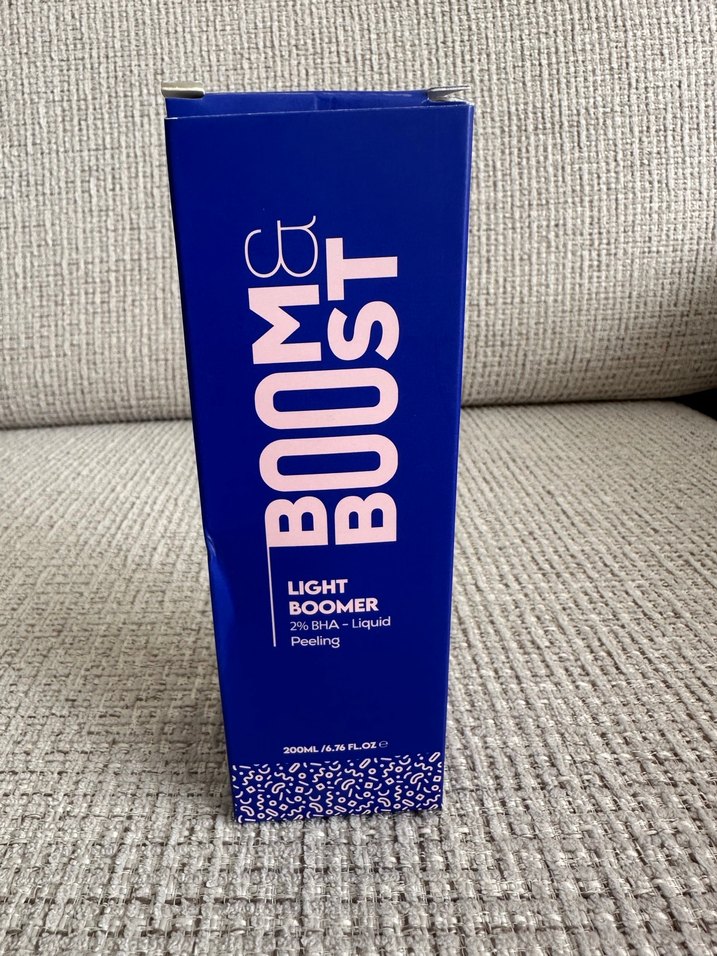 BOOM&
BOOST
LIGHT
BOOMER
2% BHA - Liquid
Peeling
200ML /6.76 FL.OZ ℮